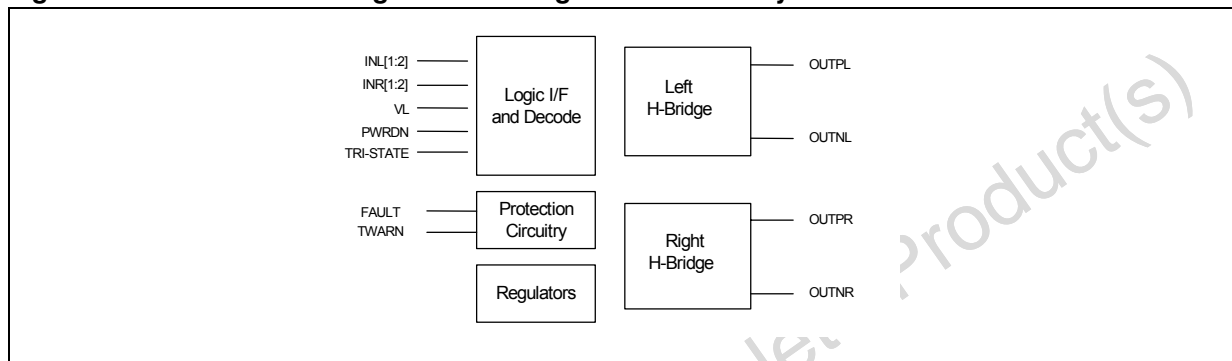 INL[1:2]
INR[1:2]
VL
PWRDN
TRI-STATE
Logic I/F
and Decode
Left
H-Bridge
OUTPL
OUTNL
FAULT
TWARN
Protection
Circuitry
Regulators
Right
H-Bridge
OUTPR
OUTNR
Product(s)